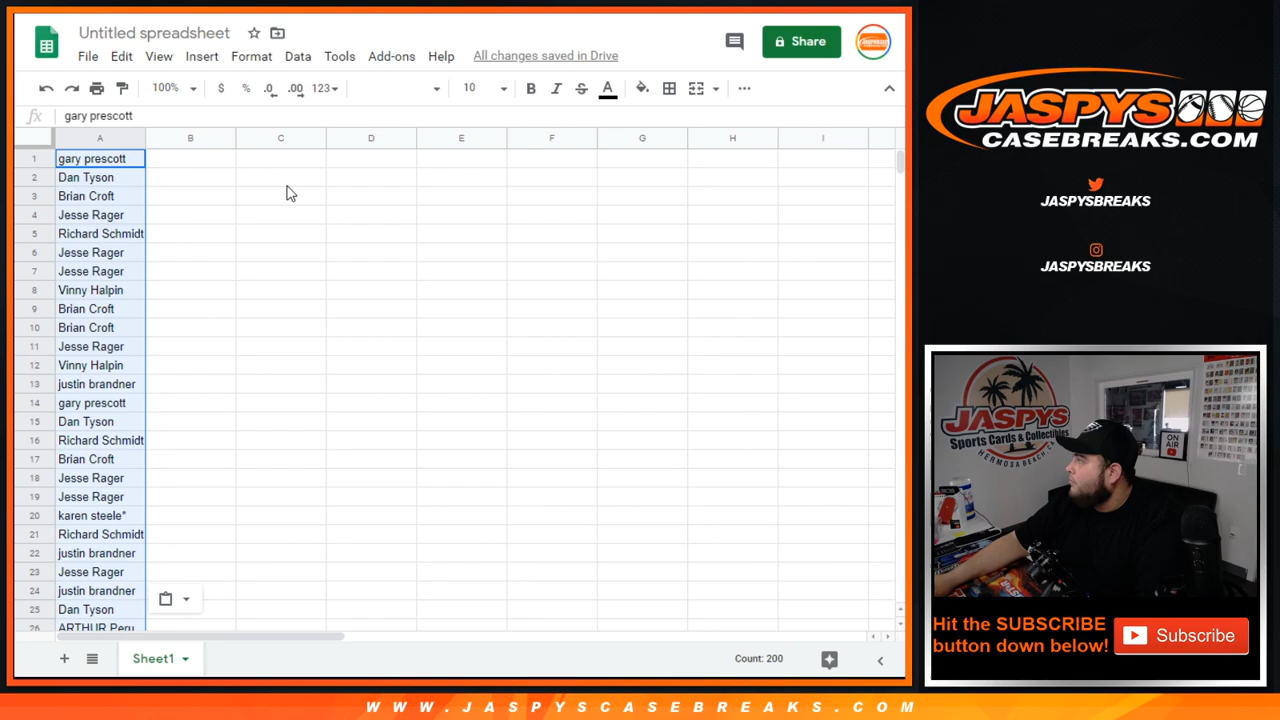 Untitled spreadsheet
File Edit View Insert Format Data Tools Add-ons Help All changes saved in Drive
Share
100% $ % .0 .00 123 10 B I S A
fx gary prescott
A B C D E F G H I
1 gary prescott
2 Dan Tyson
3 Brian Croft
4 Jesse Rager
5 Richard Schmidt
6 Jesse Rager
7 Jesse Rager
8 Vinny Halpin
9 Brian Croft
10 Brian Croft
11 Jesse Rager
12 Vinny Halpin
13 justin brandner
14 gary prescott
15 Dan Tyson
16 Richard Schmidt
17 Brian Croft
18 Jesse Rager
19 Jesse Rager
20 karen steele*
21 Richard Schmidt
22 justin brandner
23 Jesse Rager
24 justin brandner
25 Dan Tyson
26 ARTHUR Peru
Sheet1
Count: 200
JASPYS
CASEBREAKS.COM
JASPYSBREAKS
JASPYSBREAKS
JASPYS
Sports Cards & Collectibles
HERMOSA BEACH, CA
ON
AIR
Hit the SUBSCRIBE
button down below!
Subscribe
WWW.JASPYSCASEBREAKS.COM